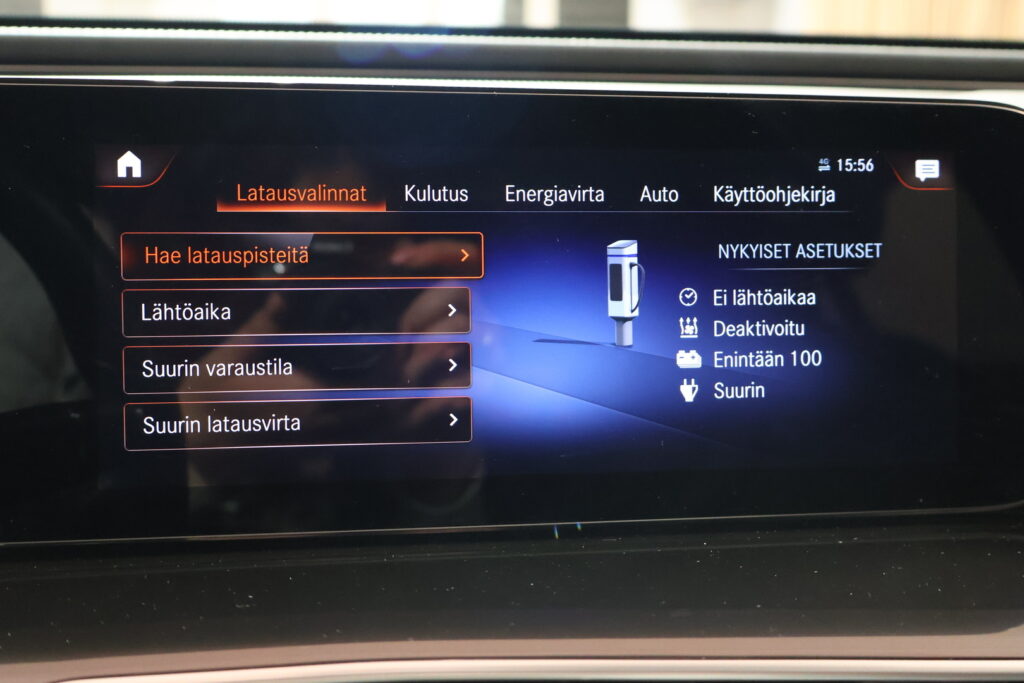 4G 15:56
Latausvalinnat Kulutus Energiavirta Auto Käyttöohjekirja
Hae latauspisteitä
Lähtöaika
Suurin varaustila
Suurin latausvirta
NYKYISET ASETUKSET
Ei lähtöaikaa
Deaktivoitu
Enintään 100
Suurin